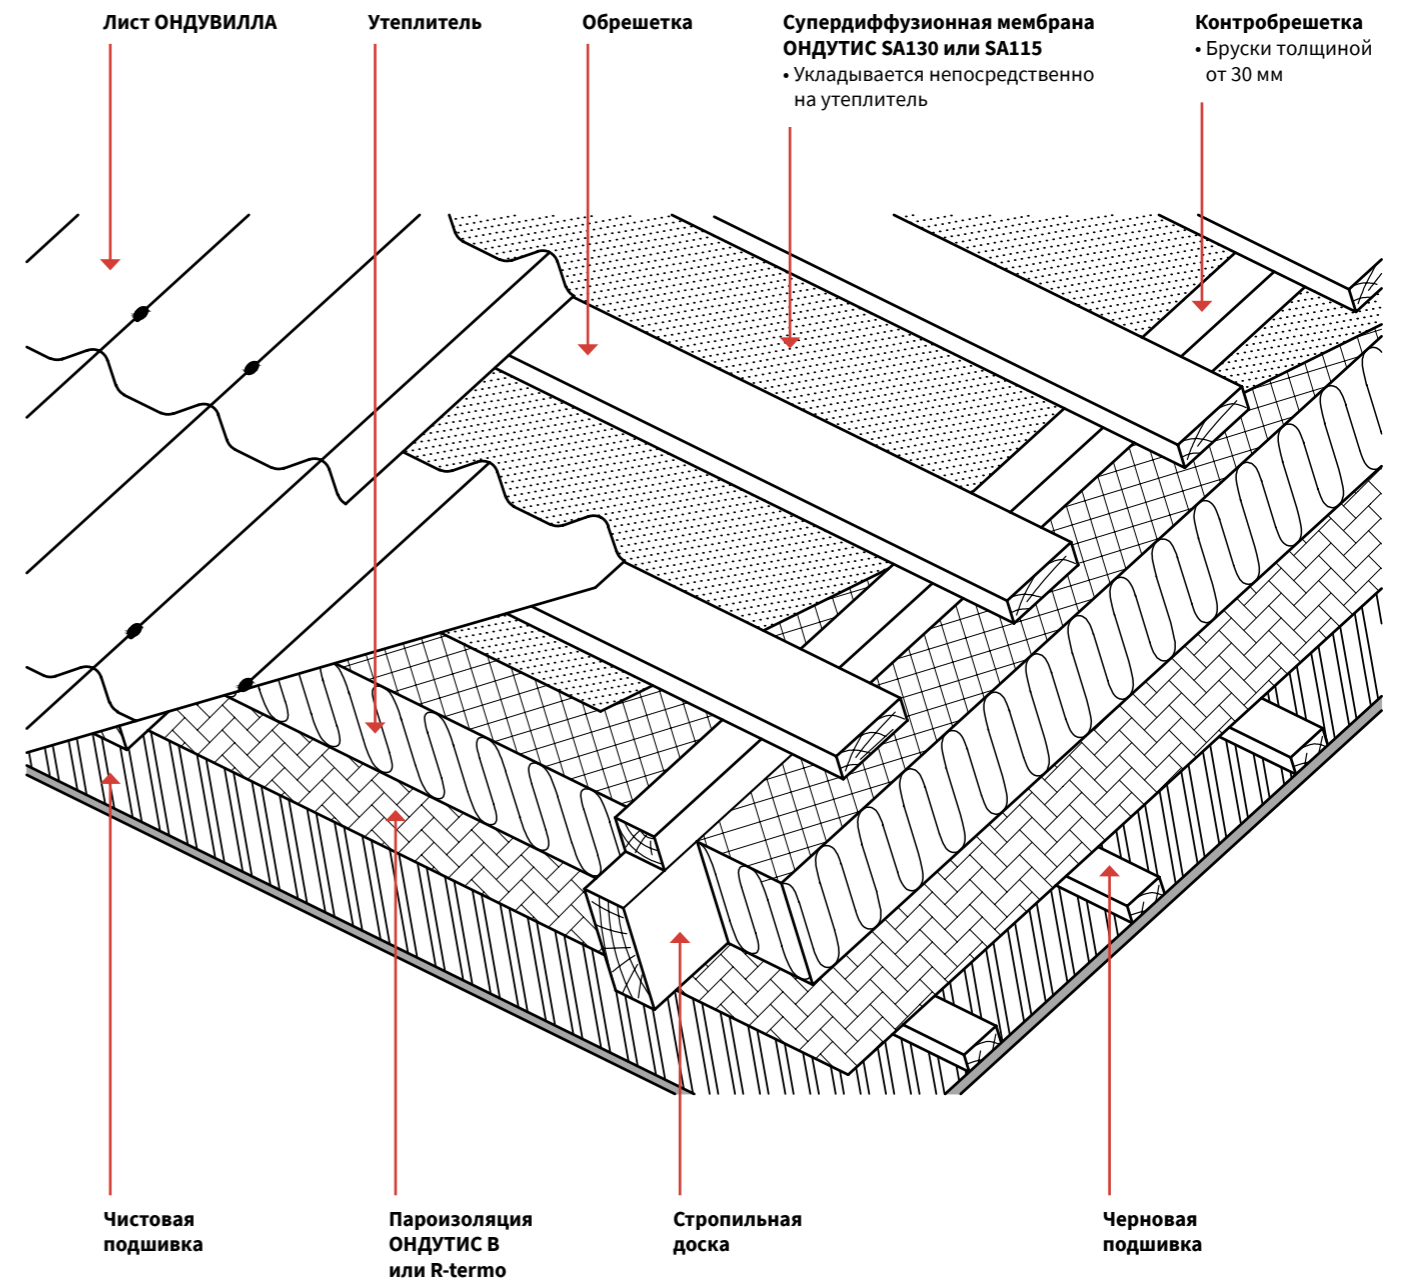 Лист ОНДУВИЛЛА
Утеплитель
Обрешетка
Супердиффузионная мембрана
ОНДУТИС SA130 или SA115
• Укладывается непосредственно
на утеплитель
Контробрешетка
• Бруски толщиной
от 30 мм
Чистовая
подшивка
Пароизоляция
ОНДУТИС В
или R-termo
Стропильная
доска
Черновая
подшивка